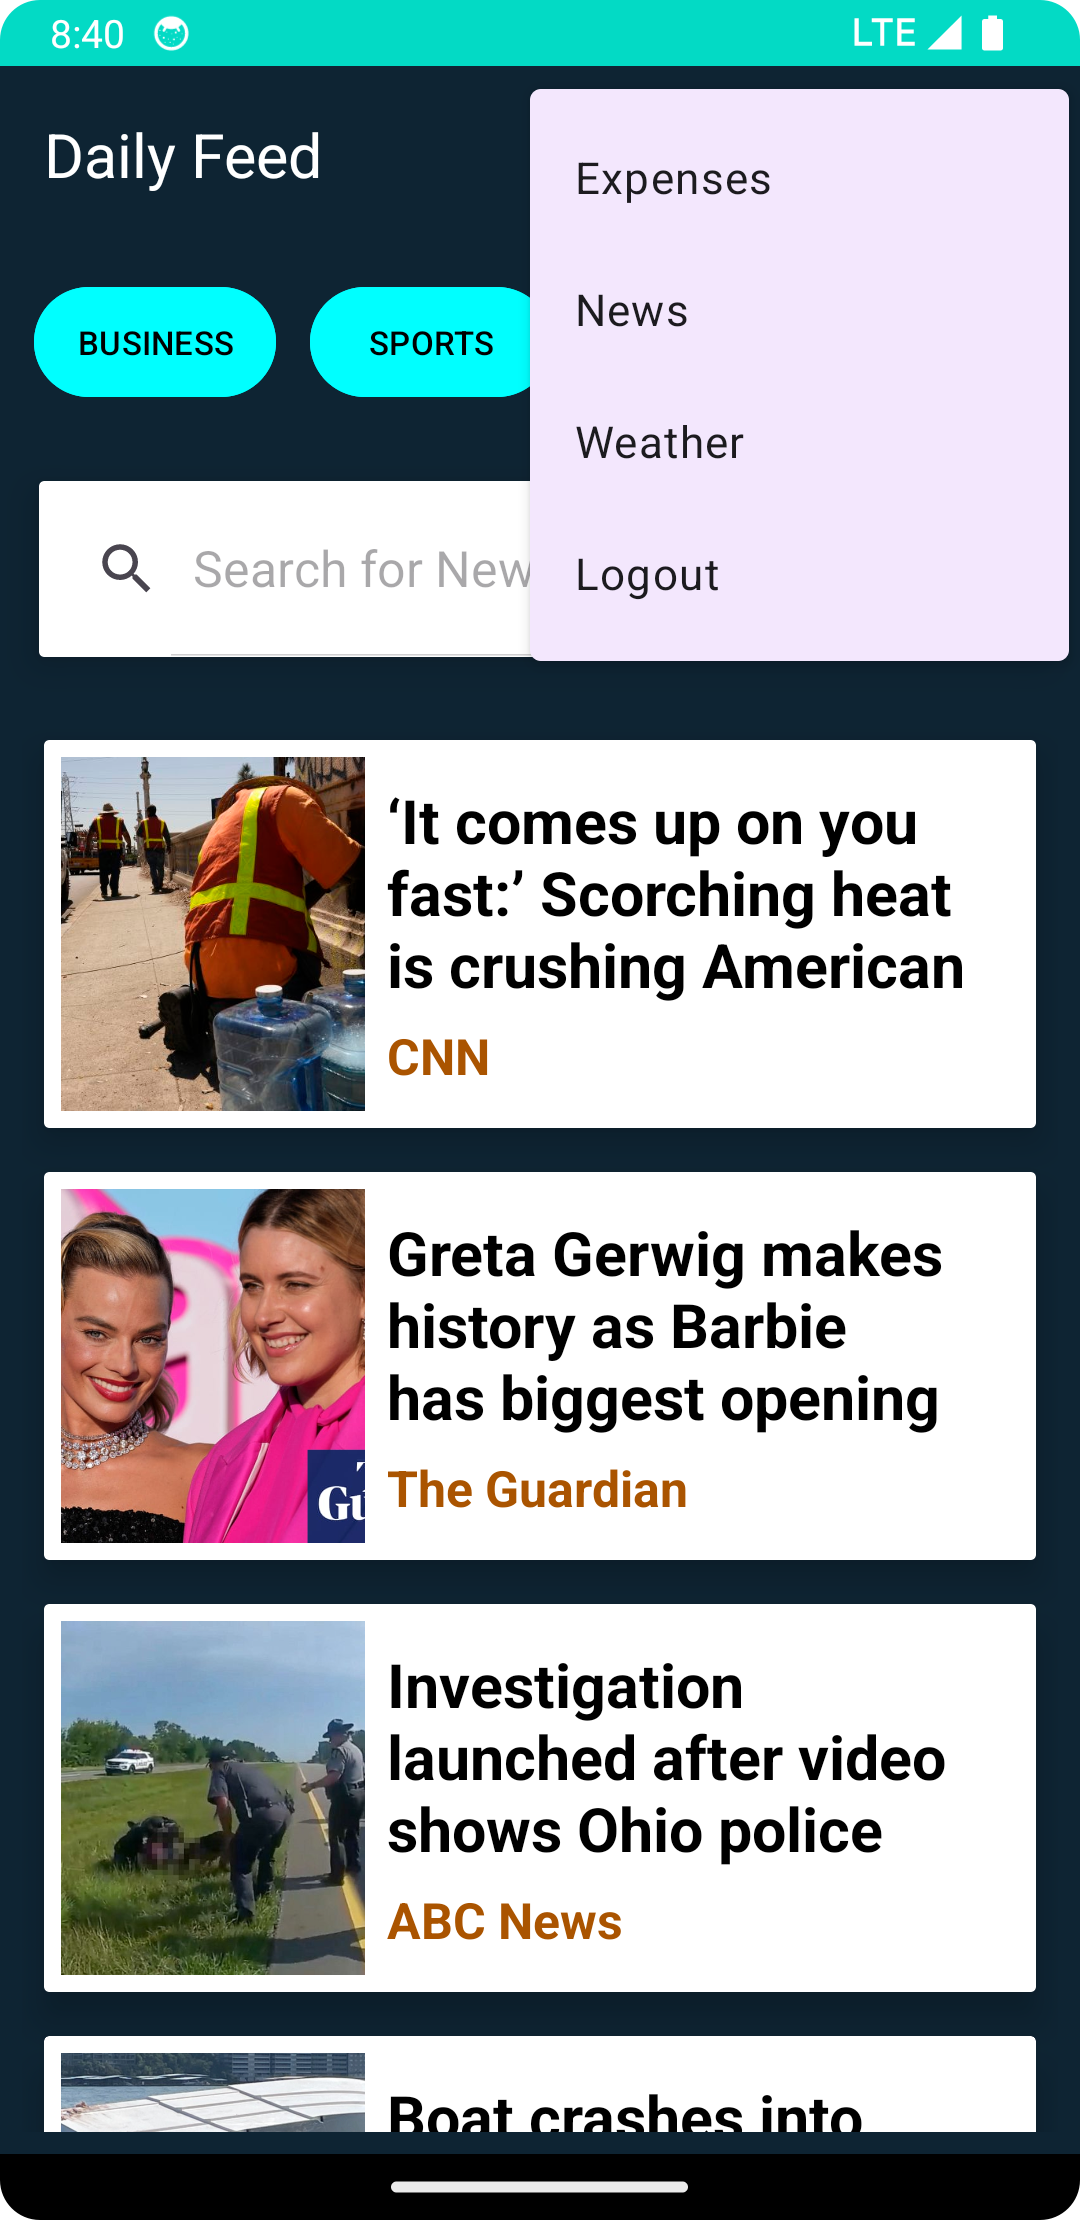 8:40
LTE
Daily Feed
Expenses
News
Weather
Logout
BUSINESS
SPORTS
Search for New
‘It comes up on you
fast:’ Scorching heat
is crushing American
CNN
Greta Gerwig makes
history as Barbie
has biggest opening
The Guardian
Gu
Investigation
launched after video
shows Ohio police
ABC News
Boat crashes into